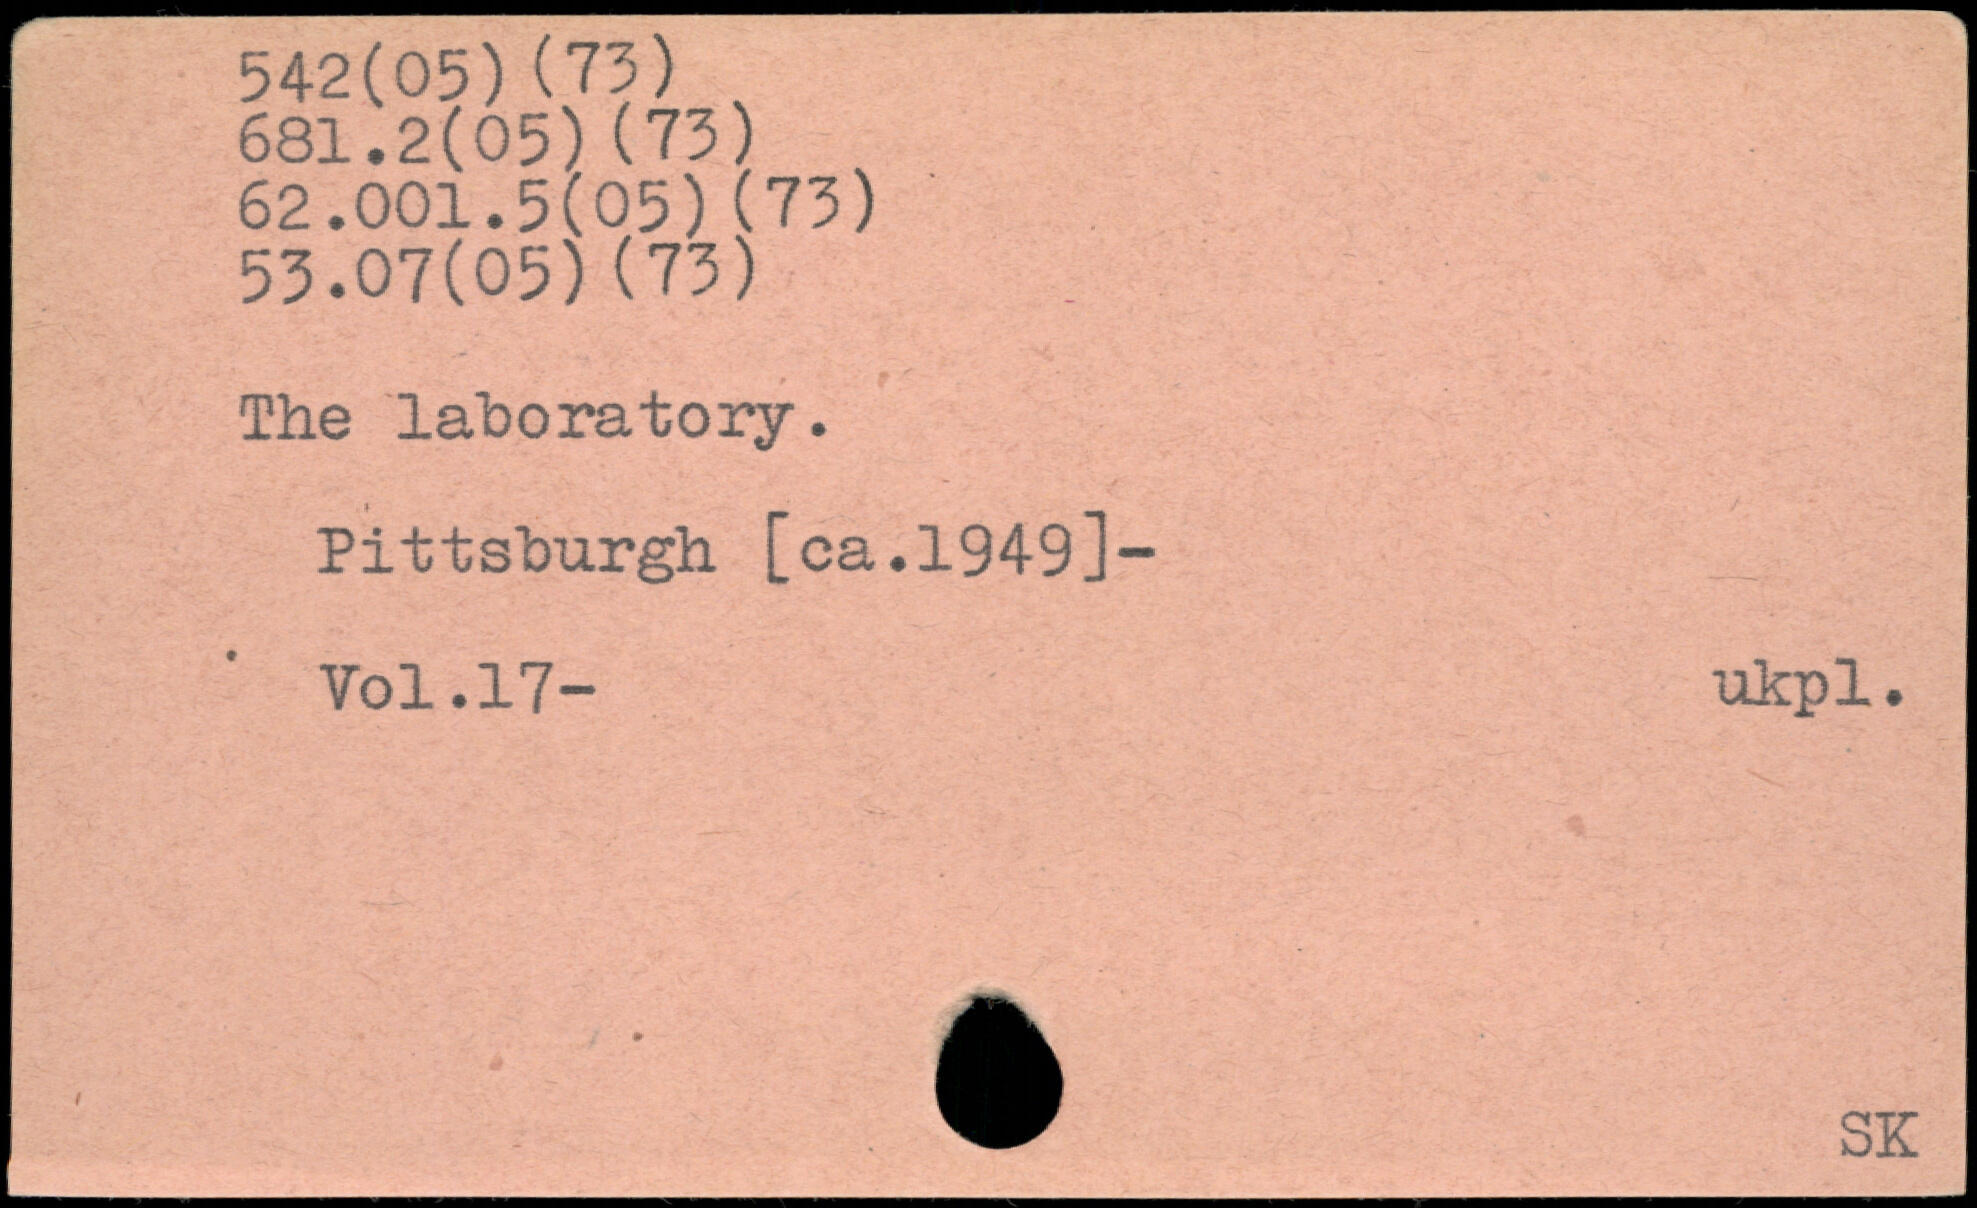 542(05)(73)
681.2(05)(73)
62.001.5(05)(73)
53.07(05)(73)
The laboratory.
Pittsburgh [ca.1949]-
Vol.17-
ukpl.
SK